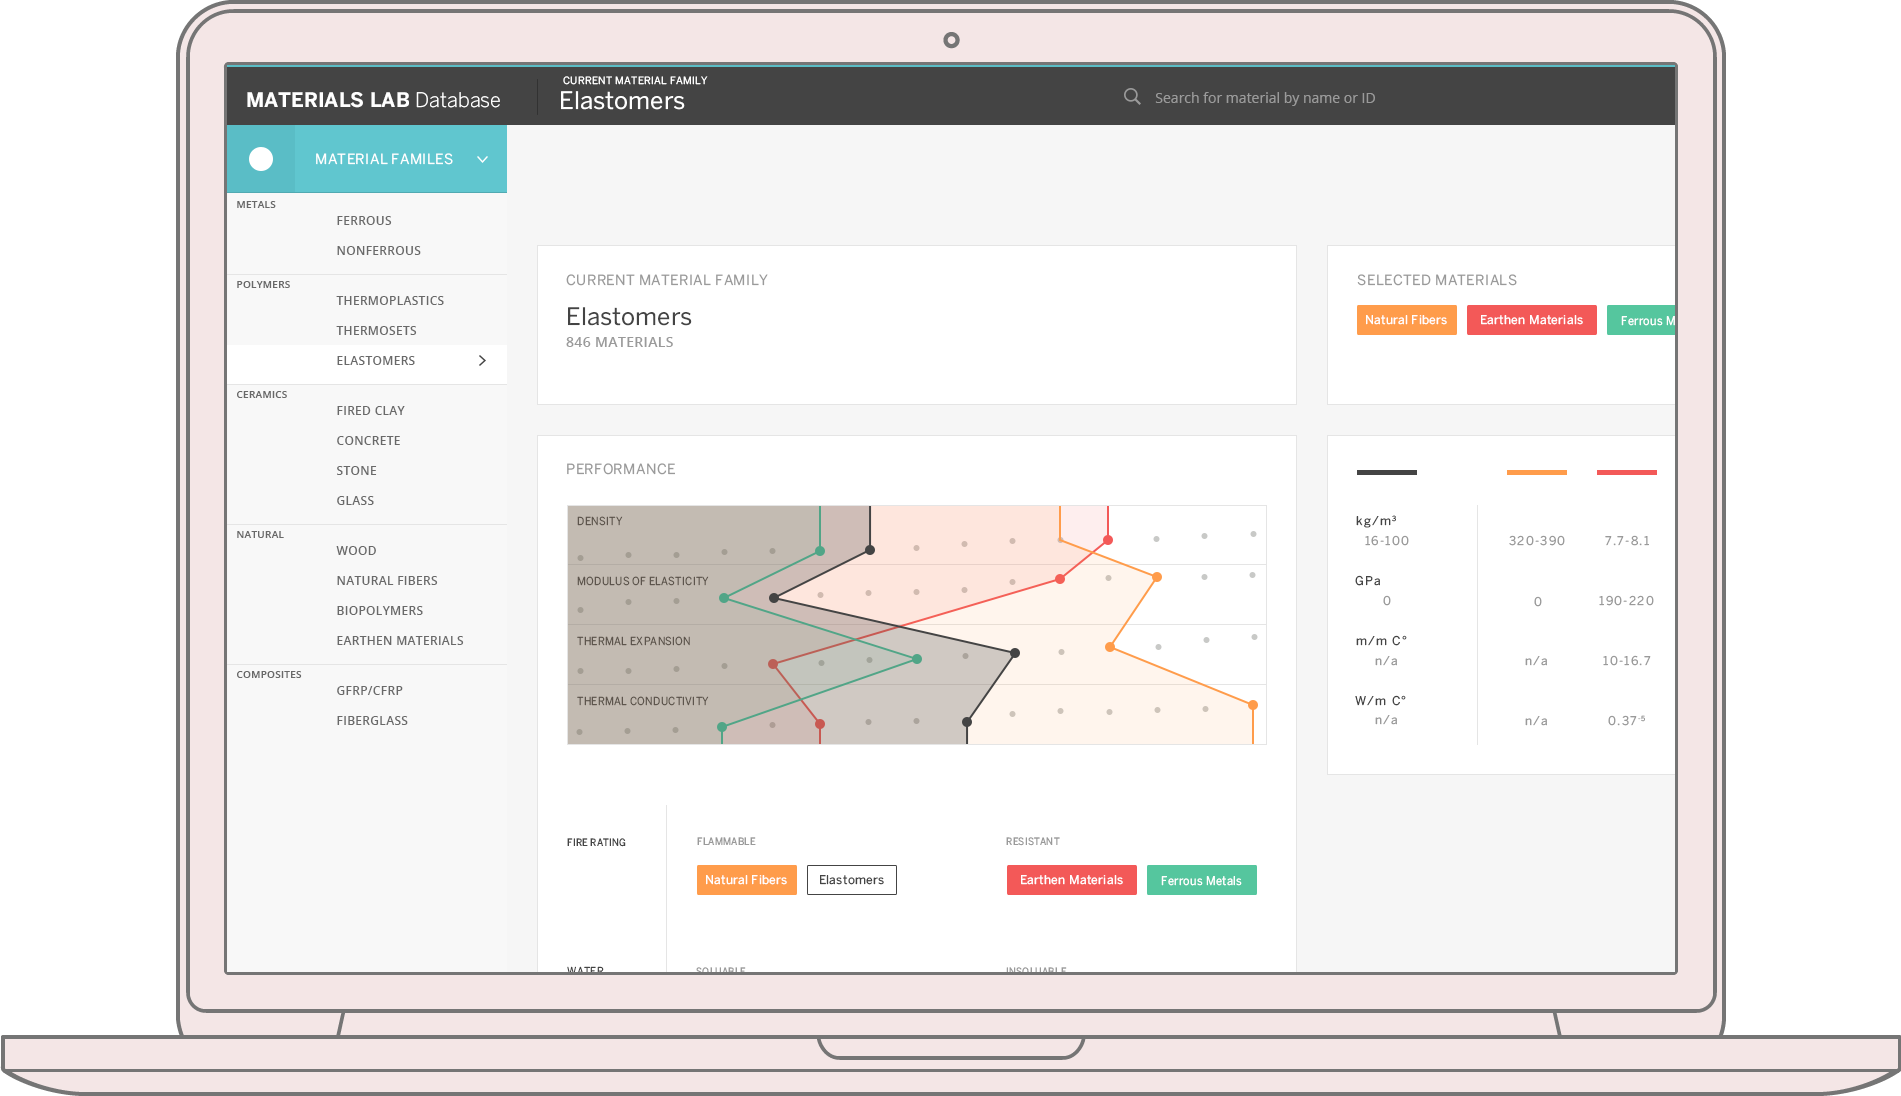 CURRENT MATERIAL FAMILY
MATERIALS LAB Database
Elastomers
Search for material by name or ID
MATERIAL FAMILES
METALS
FERROUS
NONFERROUS
POLYMERS
THERMOPLASTICS
THERMOSETS
ELASTOMERS
CERAMICS
FIRED CLAY
CONCRETE
STONE
GLASS
NATURAL
WOOD
NATURAL FIBERS
BIOPOLYMERS
EARTHEN MATERIALS
COMPOSITES
GFRP/CFRP
FIBERGLASS
CURRENT MATERIAL FAMILY
Elastomers
846 MATERIALS
SELECTED MATERIALS
Natural Fibers Earthen Materials Ferrous M
PERFORMANCE
DENSITY
MODULUS OF ELASTICITY
THERMAL EXPANSION
THERMAL CONDUCTIVITY
kg/m³
16-100 320-390 7.7-8.1
GPa
0 0 190-220
m/m C°
n/a n/a 10-16.7
W/m C°
n/a n/a 0.37⁻⁵
FIRE RATING
FLAMMABLE
Natural Fibers Elastomers
RESISTANT
Earthen Materials Ferrous Metals
WATER
SOLUABLE
INSOLUABLE